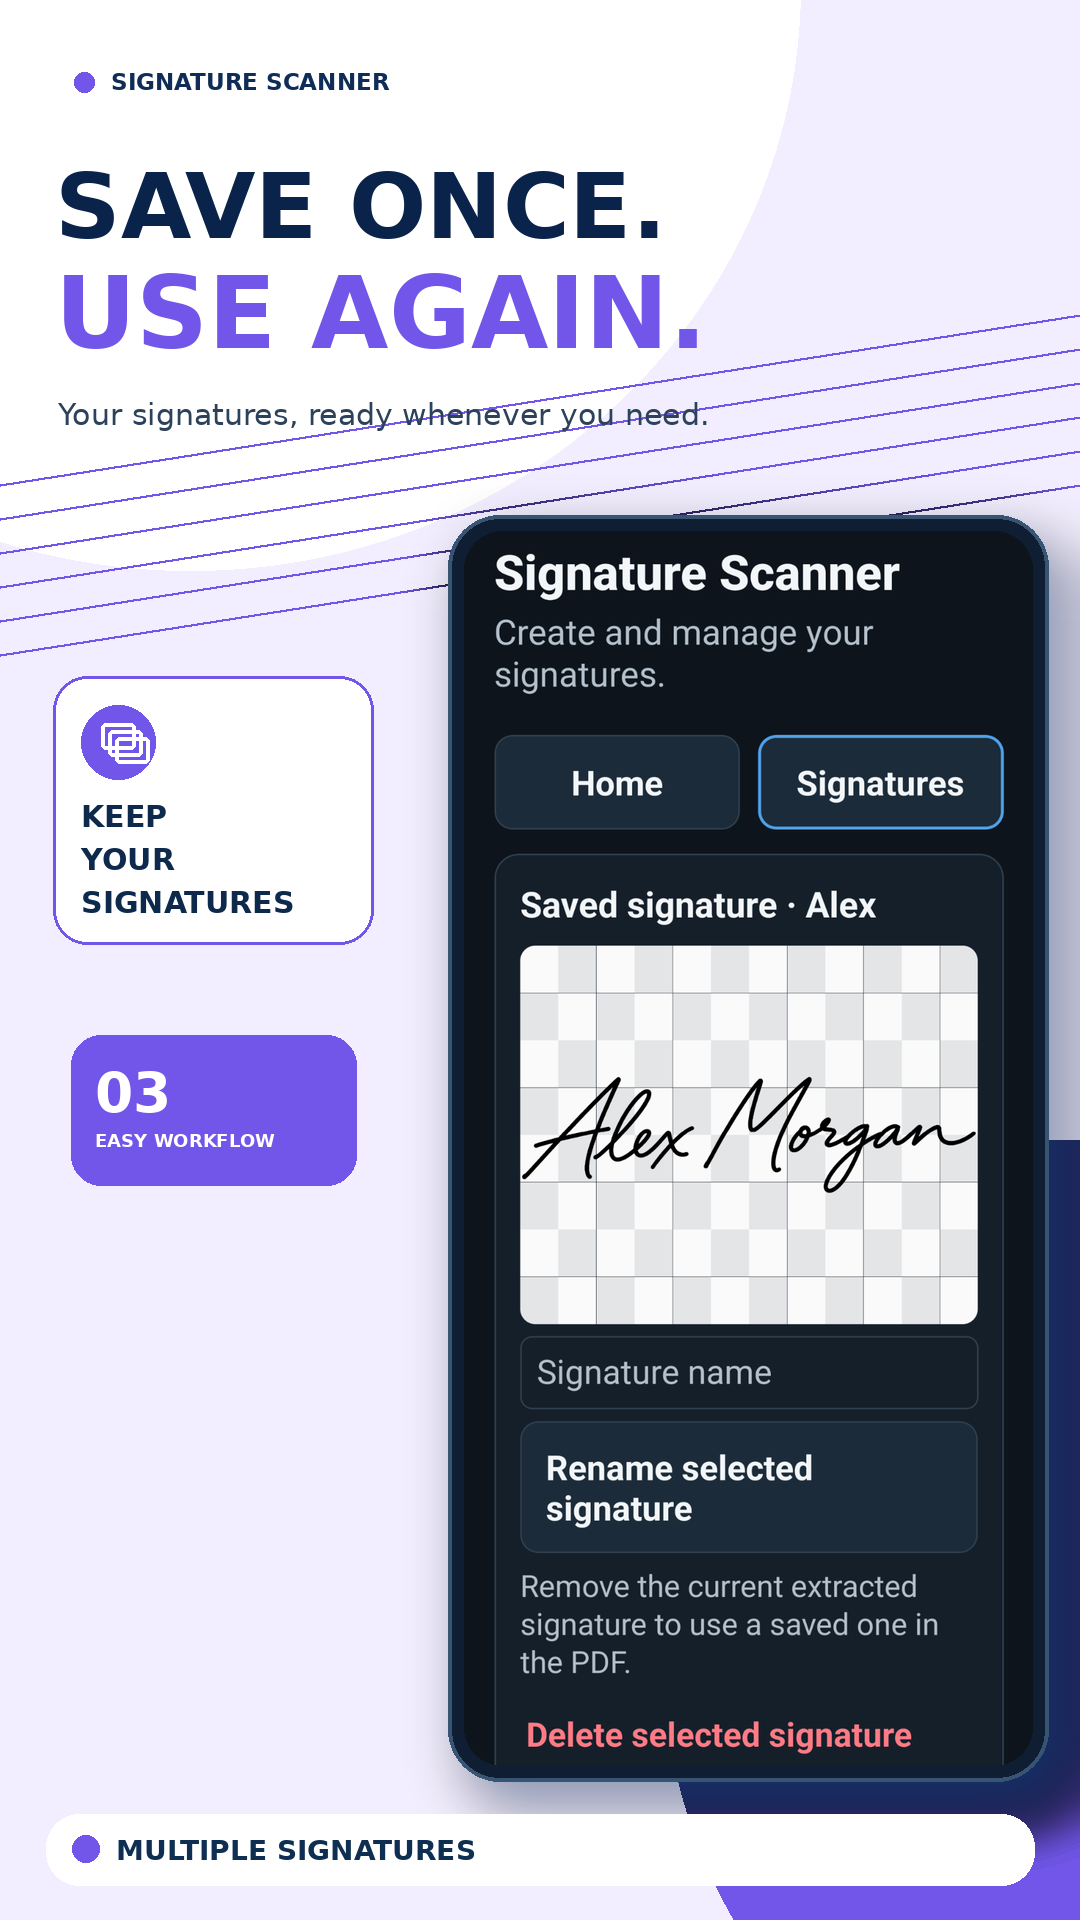 SIGNATURE SCANNER
SAVE ONCE.
USE AGAIN.
Your signatures, ready whenever you need.
KEEP
YOUR
SIGNATURES
03
EASY WORKFLOW
Signature Scanner
Create and manage your
signatures.
Home
Signatures
Saved signature · Alex
Alex Morgan
Signature name
Rename selected
signature
Remove the current extracted
signature to use a saved one in
the PDF.
Delete selected signature
MULTIPLE SIGNATURES